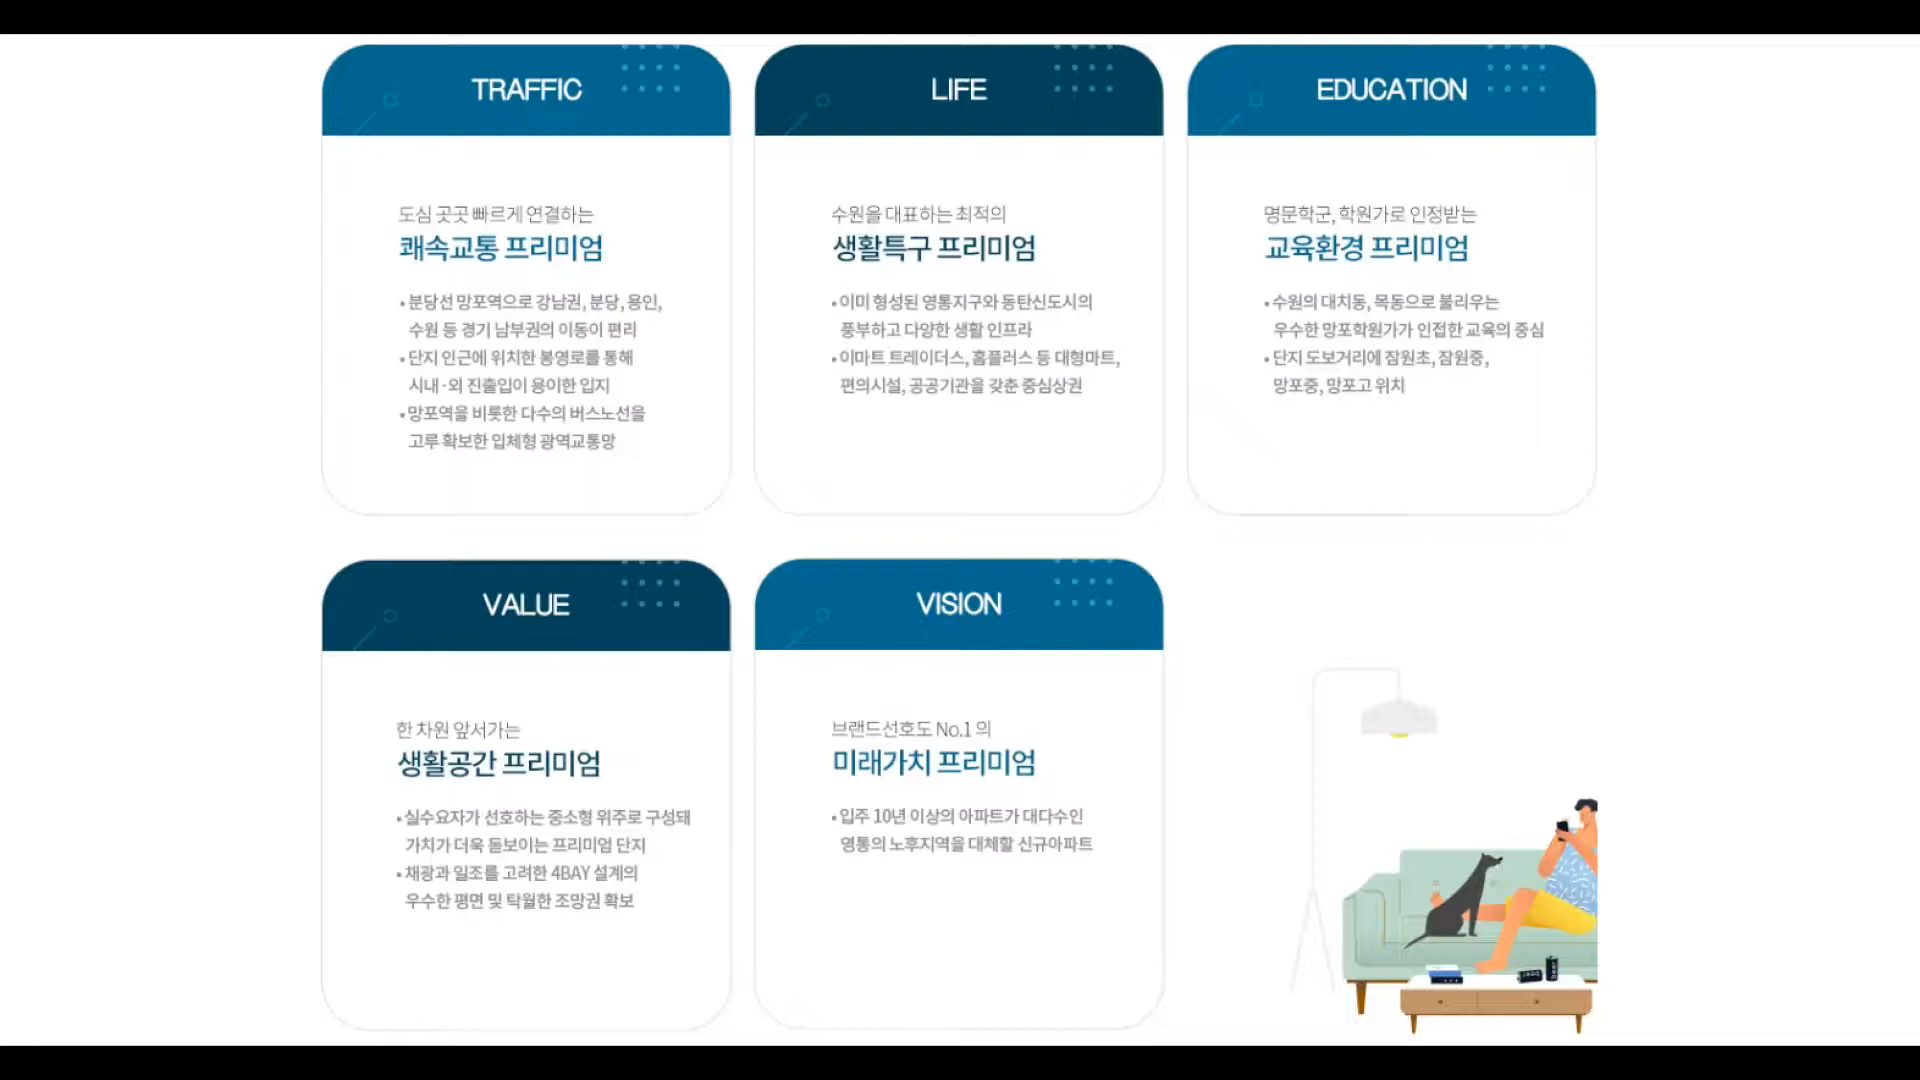 TRAFFIC
도심 곳곳 빠르게 연결하는
쾌속교통 프리미엄
• 분당선 망포역으로 강남권, 분당, 용인,
수원 등 경기 남부권의 이동이 편리
• 단지 인근에 위치한 봉영로를 통해
시내·외 진출입이 용이한 입지
• 망포역을 비롯한 다수의 버스노선을
고루 확보한 입체형 광역교통망
LIFE
수원을 대표하는 최적의
생활특구 프리미엄
• 이미 형성된 영통지구와 동탄신도시의
풍부하고 다양한 생활 인프라
• 이마트 트레이더스, 홈플러스 등 대형마트,
편의시설, 공공기관을 갖춘 중심상권
EDUCATION
명문학군, 학원가로 인정받는
교육환경 프리미엄
• 수원의 대치동, 목동으로 불리우는
우수한 망포학원가가 인접한 교육의 중심
• 단지 도보거리에 잠원초, 잠원중,
망포중, 망포고 위치
VALUE
한 차원 앞서가는
생활공간 프리미엄
• 실수요자가 선호하는 중소형 위주로 구성돼
가치가 더욱 돋보이는 프리미엄 단지
• 채광과 일조를 고려한 4BAY 설계의
우수한 평면 및 탁월한 조망권 확보
VISION
브랜드선호도 No.1 의
미래가치 프리미엄
• 입주 10년 이상의 아파트가 대다수인
영통의 노후지역을 대체할 신규아파트